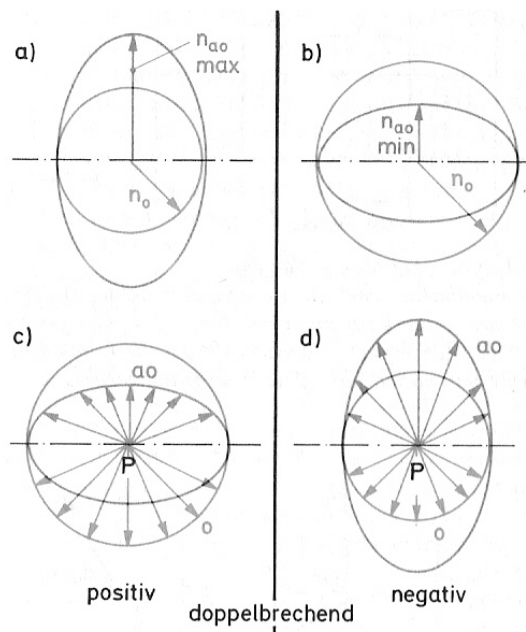 a)
n_ao
max
n_o
b)
n_ao
min
n_o
c)
ao
P
o
d)
ao
P
o
positiv
negativ
doppelbrechend